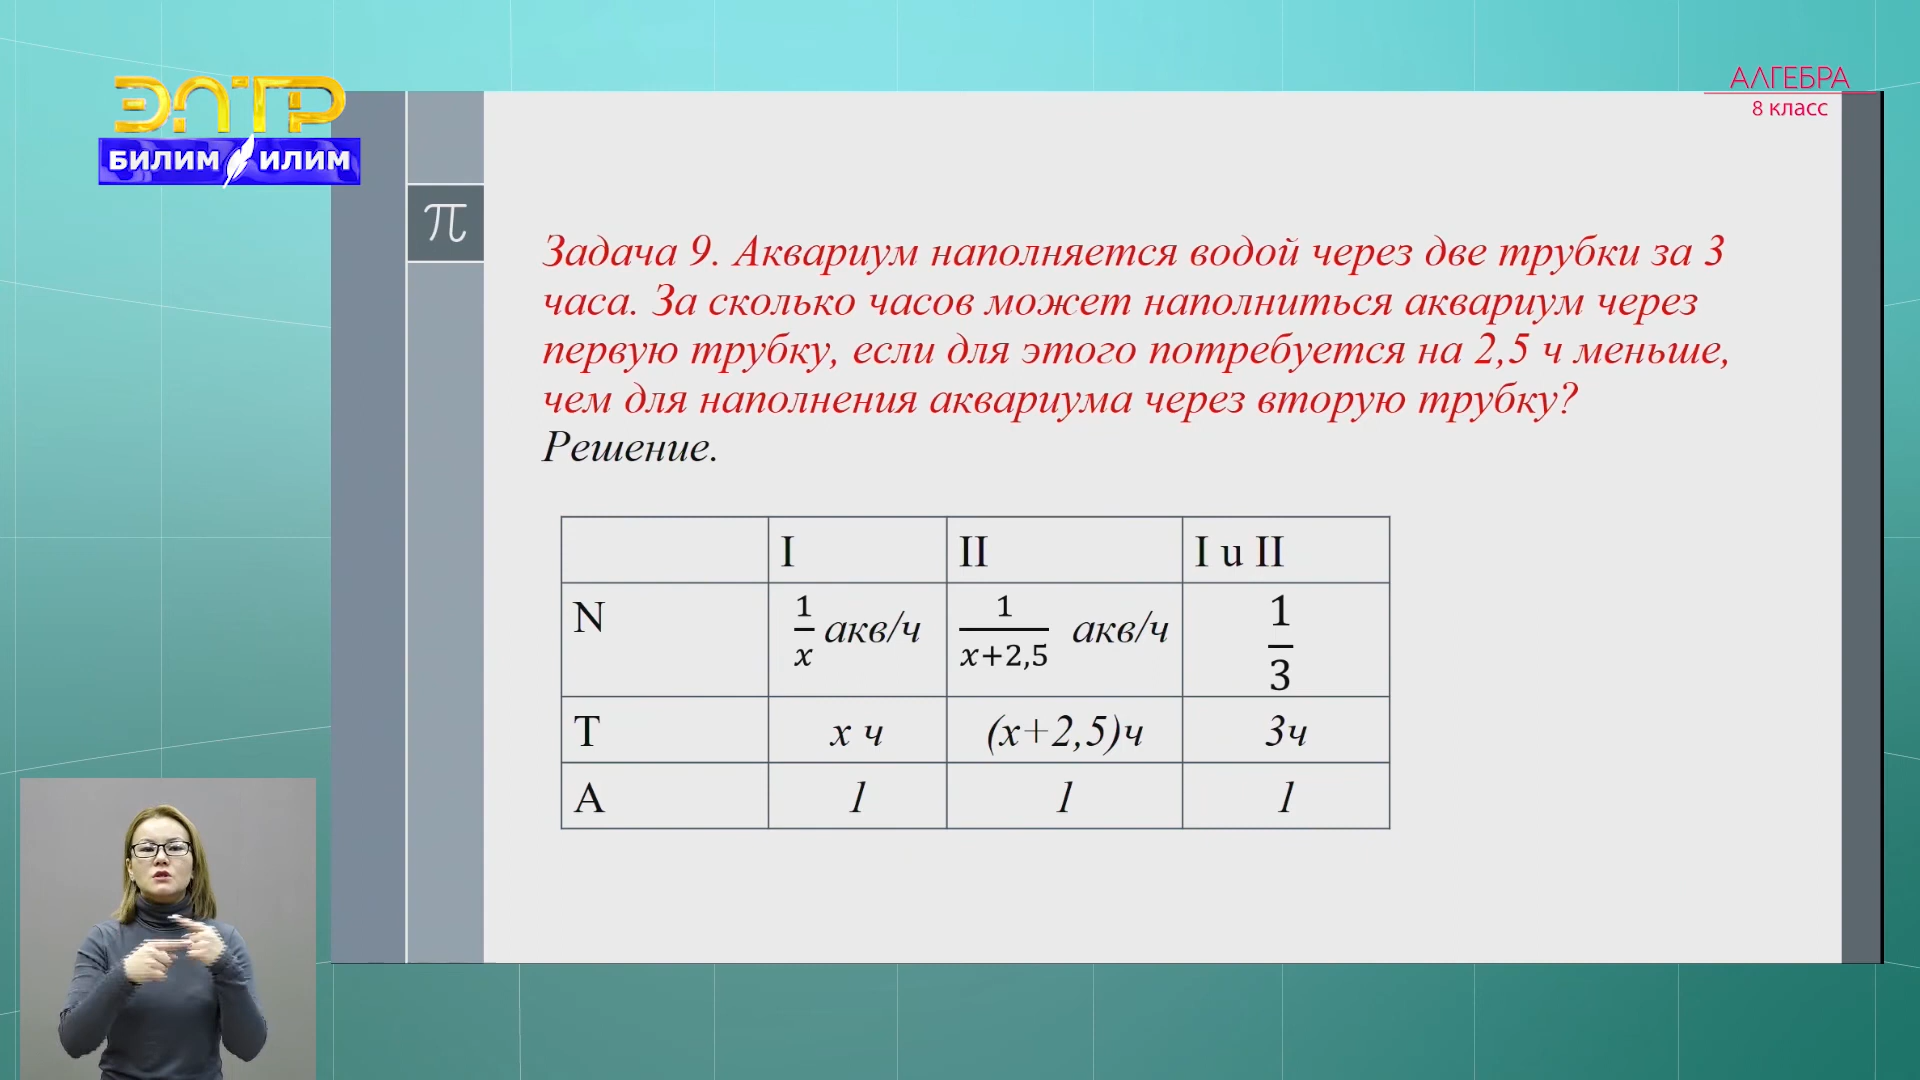 ЭЛТР
БИЛИМ ИЛИМ
АЛГЕБРА
8 класс
π
Задача 9. Аквариум наполняется водой через две трубки за 3
часа. За сколько часов может наполниться аквариум через
первую трубку, если для этого потребуется на 2,5 ч меньше,
чем для наполнения аквариума через вторую трубку?
Решение.
I II I и II
N 1/x акв/ч 1/(x+2,5) акв/ч 1/3
T x ч (x+2,5)ч 3ч
A 1 1 1